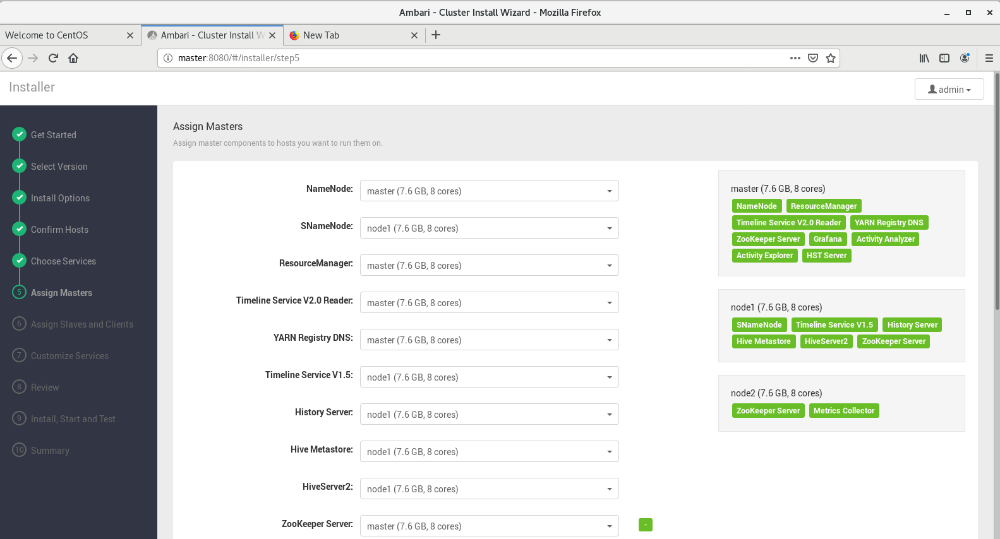 Ambari - Cluster Install Wizard - Mozilla Firefox
Welcome to CentOS
Ambari - Cluster Install W
New Tab
master:8080/#/installer/step5
Installer
admin
Get Started
Select Version
Install Options
Confirm Hosts
Choose Services
5 Assign Masters
6 Assign Slaves and Clients
7 Customize Services
8 Review
9 Install, Start and Test
10 Summary
Assign Masters
Assign master components to hosts you want to run them on.
NameNode: master (7.6 GB, 8 cores)
SNameNode: node1 (7.6 GB, 8 cores)
ResourceManager: master (7.6 GB, 8 cores)
Timeline Service V2.0 Reader: master (7.6 GB, 8 cores)
YARN Registry DNS: master (7.6 GB, 8 cores)
Timeline Service V1.5: node1 (7.6 GB, 8 cores)
History Server: node1 (7.6 GB, 8 cores)
Hive Metastore: node1 (7.6 GB, 8 cores)
HiveServer2: node1 (7.6 GB, 8 cores)
ZooKeeper Server: master (7.6 GB, 8 cores) -
master (7.6 GB, 8 cores)
NameNode ResourceManager
Timeline Service V2.0 Reader YARN Registry DNS
ZooKeeper Server Grafana Activity Analyzer
Activity Explorer HST Server
node1 (7.6 GB, 8 cores)
SNameNode Timeline Service V1.5 History Server
Hive Metastore HiveServer2 ZooKeeper Server
node2 (7.6 GB, 8 cores)
ZooKeeper Server Metrics Collector